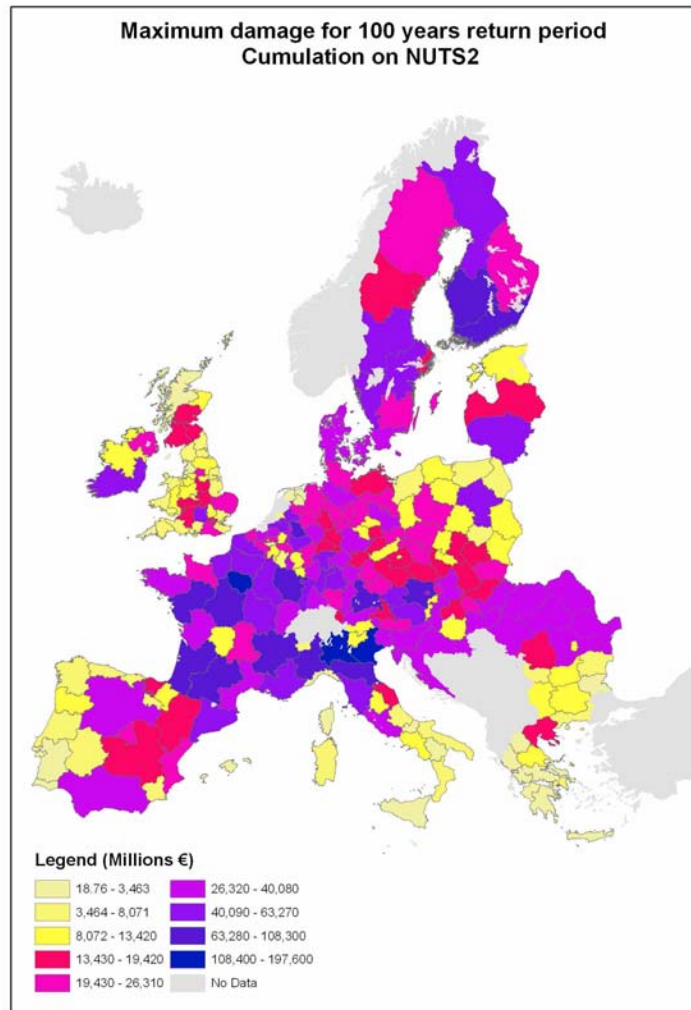 Maximum damage for 100 years return period
Cumulation on NUTS2
Legend (Millions €)
18.76 - 3,463
3,464 - 8,071
8,072 - 13,420
13,430 - 19,420
19,430 - 26,310
26,320 - 40,080
40,090 - 63,270
63,280 - 108,300
108,400 - 197,600
No Data